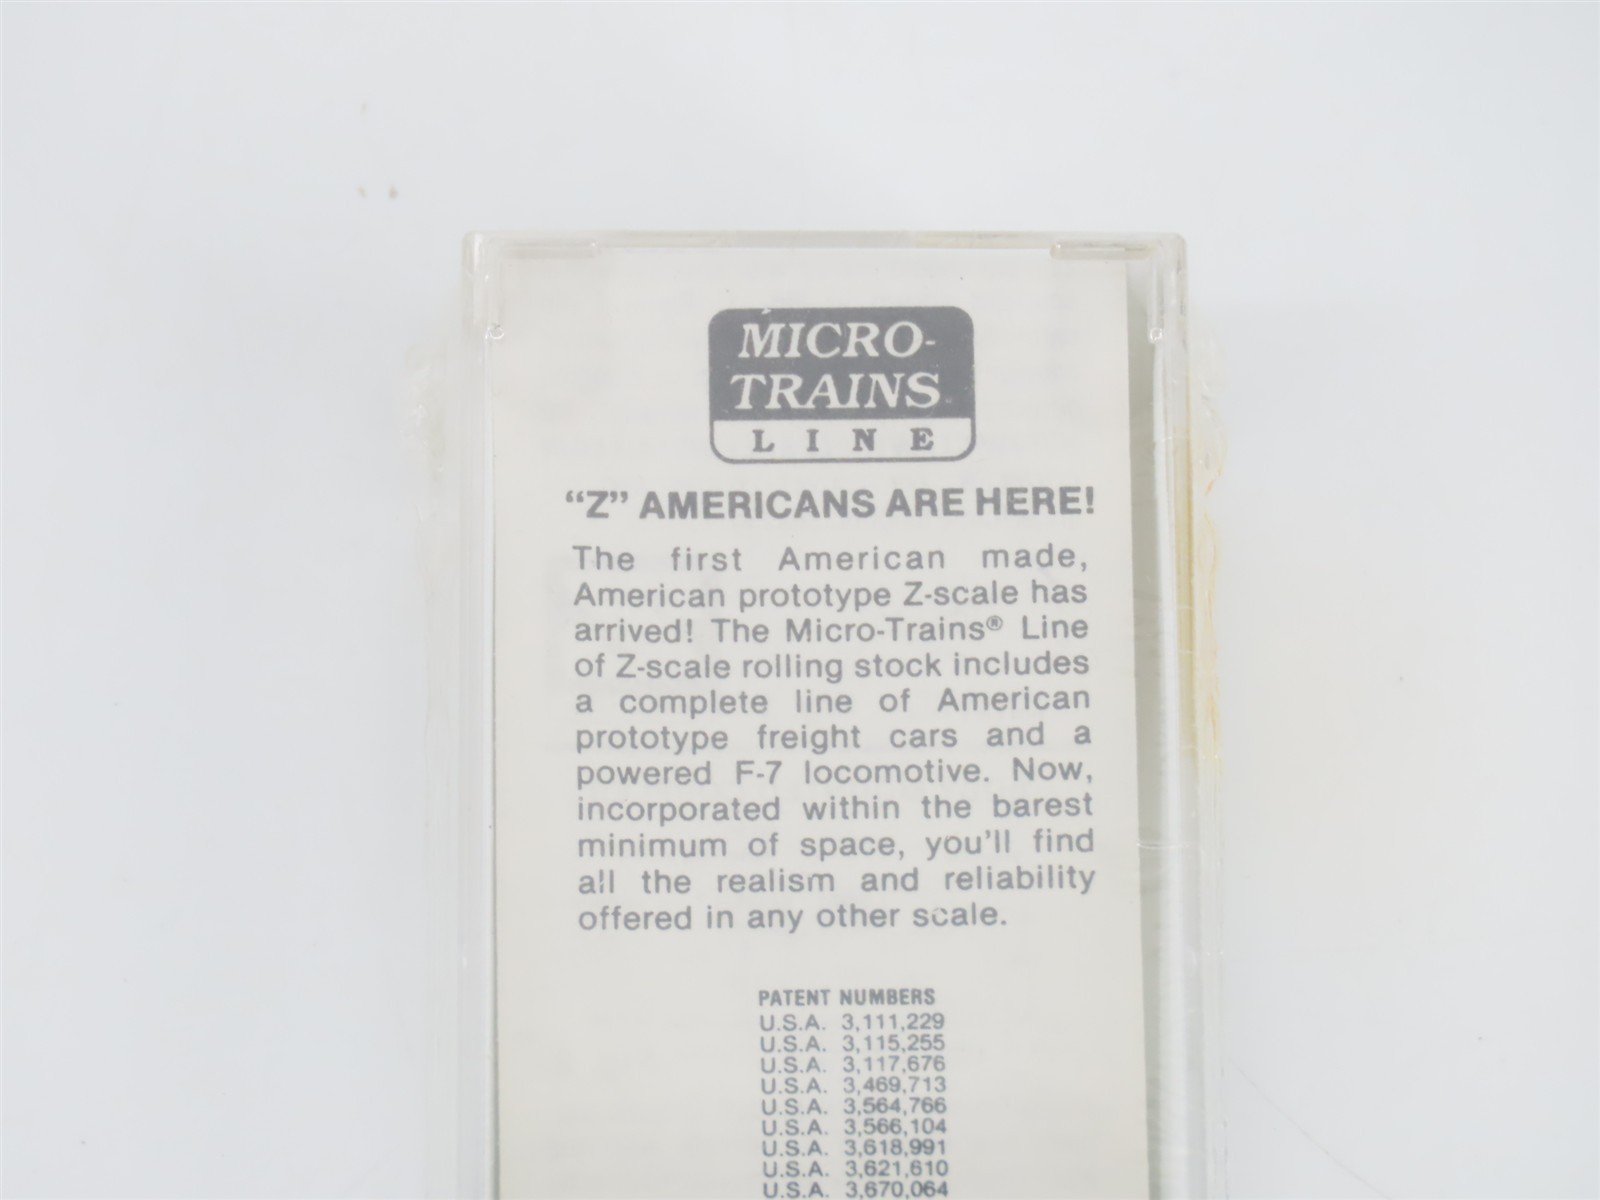 MICRO-
TRAINS
LINE
“Z” AMERICANS ARE HERE!
The first American made,
American prototype Z-scale has
arrived! The Micro-Trains® Line
of Z-scale rolling stock includes
a complete line of American
prototype freight cars and a
powered F-7 locomotive. Now,
incorporated within the barest
minimum of space, you'll find
all the realism and reliability
offered in any other scale.
PATENT NUMBERS
U.S.A. 3,111,229
U.S.A. 3,115,255
U.S.A. 3,117,676
U.S.A. 3,469,713
U.S.A. 3,564,766
U.S.A. 3,566,104
U.S.A. 3,618,991
U.S.A. 3,621,610
U.S.A. 3,670,064